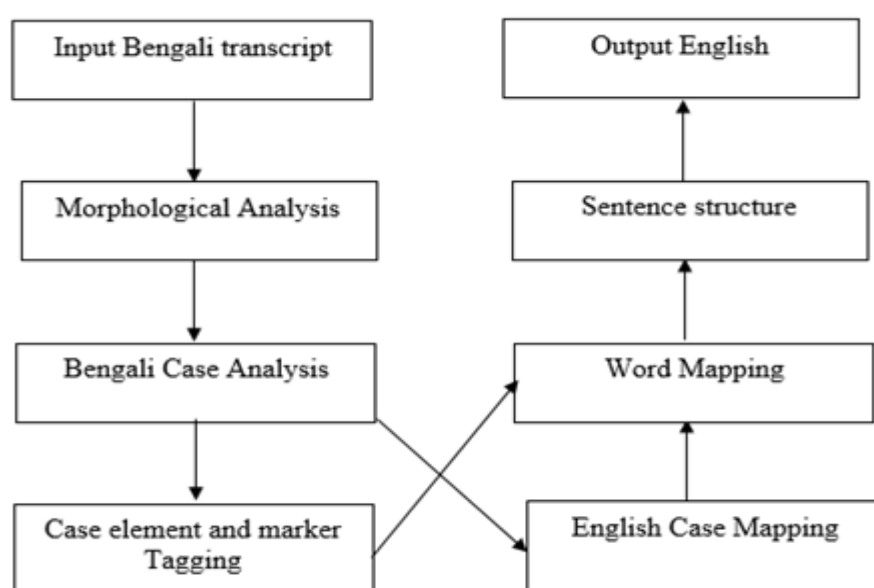 Input Bengali transcript
Morphological Analysis
Bengali Case Analysis
Case element and marker
Tagging
Output English
Sentence structure
Word Mapping
English Case Mapping